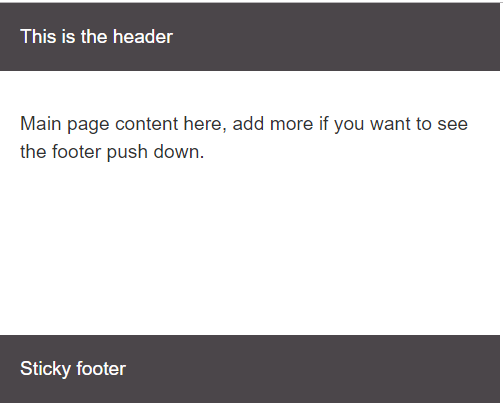 This is the header
Main page content here, add more if you want to see
the footer push down.
Sticky footer